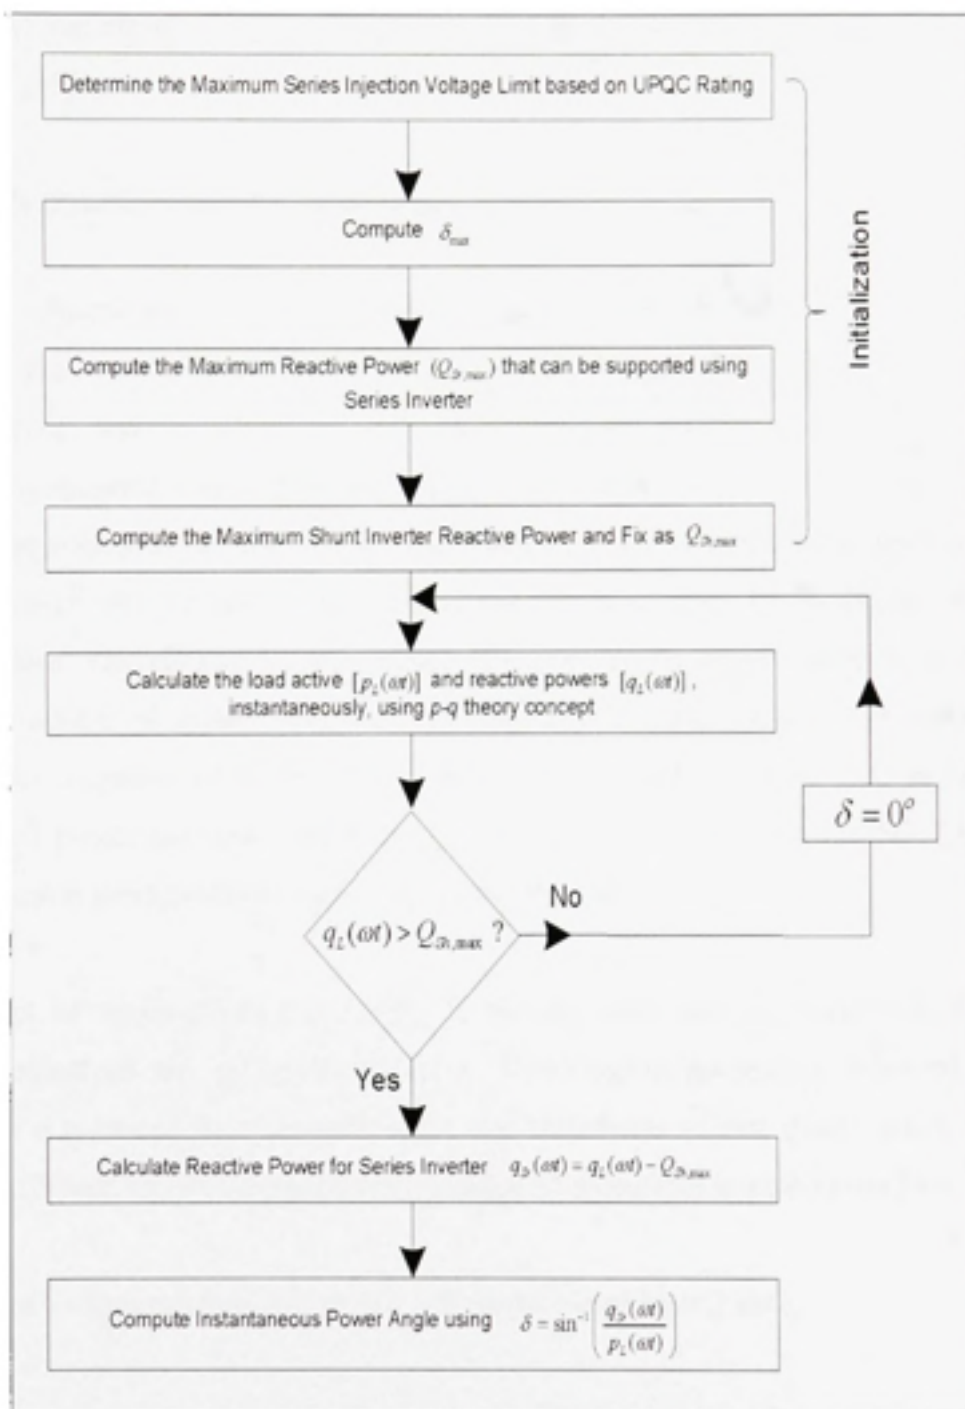 Determine the Maximum Series Injection Voltage Limit based on UPQC Rating
Compute δmax
Compute the Maximum Reactive Power (QSr,max) that can be supported using
Series Inverter
Compute the Maximum Shunt Inverter Reactive Power and Fix as QSh,max
Initialization
Calculate the load active [pL(ωt)] and reactive powers [qL(ωt)] ,
instantaneously, using p-q theory concept
δ = 0°
No
qL(ωt) > QSh,max ?
Yes
Calculate Reactive Power for Series Inverter qSr(ωt) = qL(ωt) − QSh,max
Compute Instantaneous Power Angle using δ = sin⁻¹(qSr(ωt)/pL(ωt))